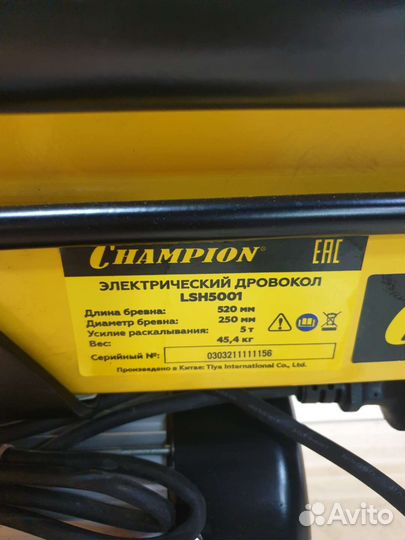 CHAMPION® EAC
ЭЛЕКТРИЧЕСКИЙ ДРОВОКОЛ
LSH5001
Длина бревна: 520 мм
Диаметр бревна: 250 мм
Усилие раскалывания: 5 т
Вес: 45,4 кг
Серийный №: 0303211111156
Произведено в Китае: Tiya International Co., Ltd.
Avito